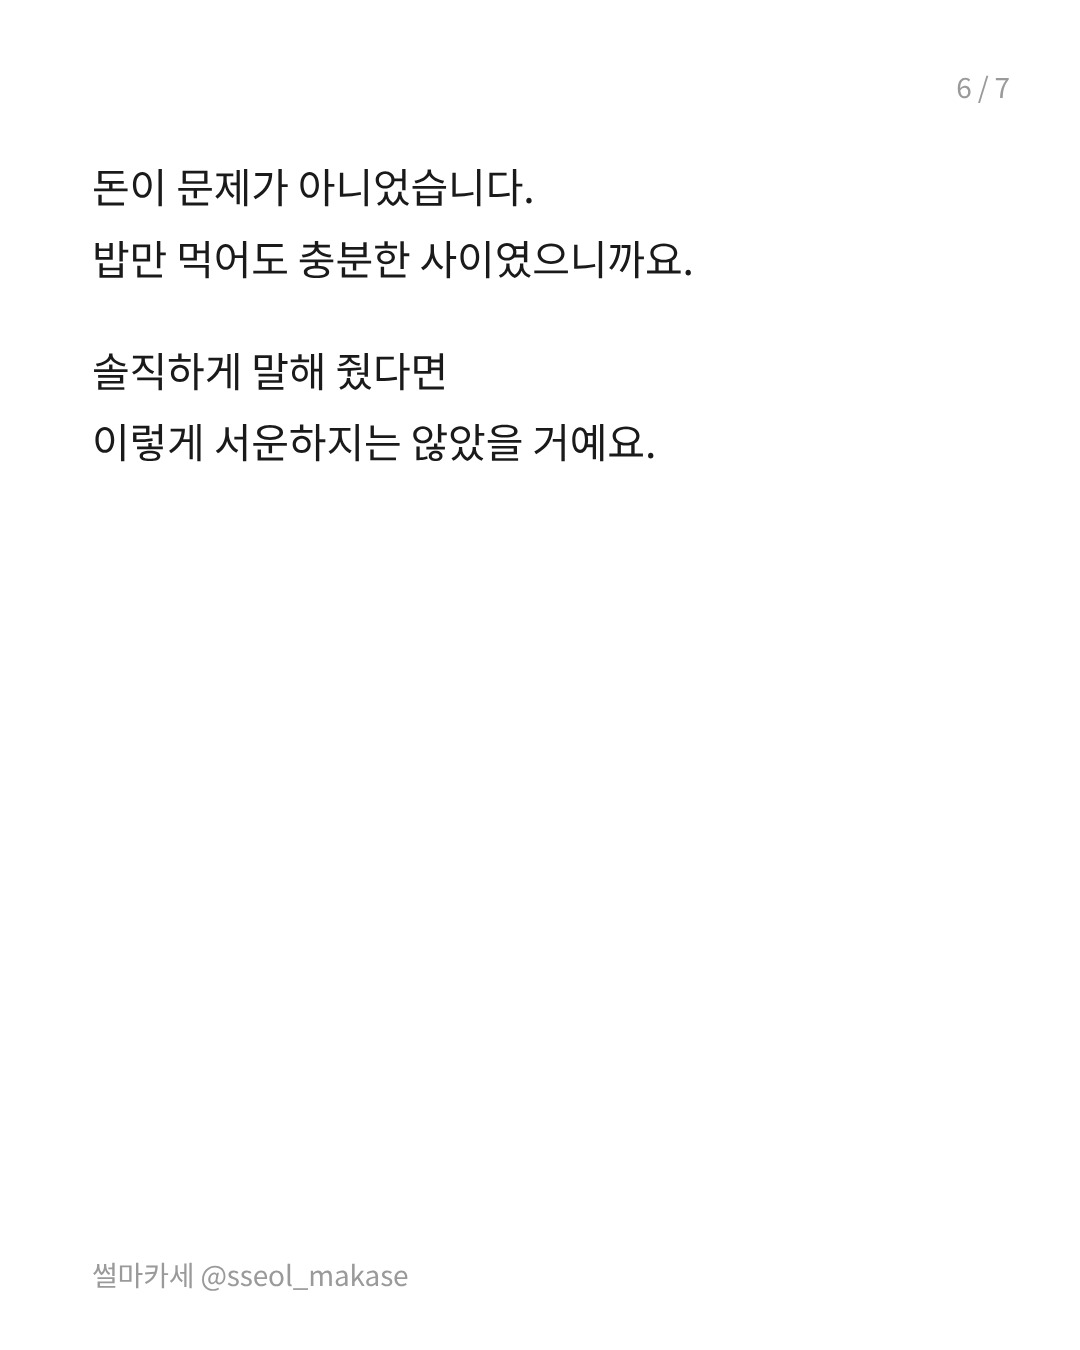 6 / 7
돈이 문제가 아니었습니다.
밥만 먹어도 충분한 사이였으니까요.
솔직하게 말해 줬다면
이렇게 서운하지는 않았을 거예요.
썰마카세 @sseol_makase